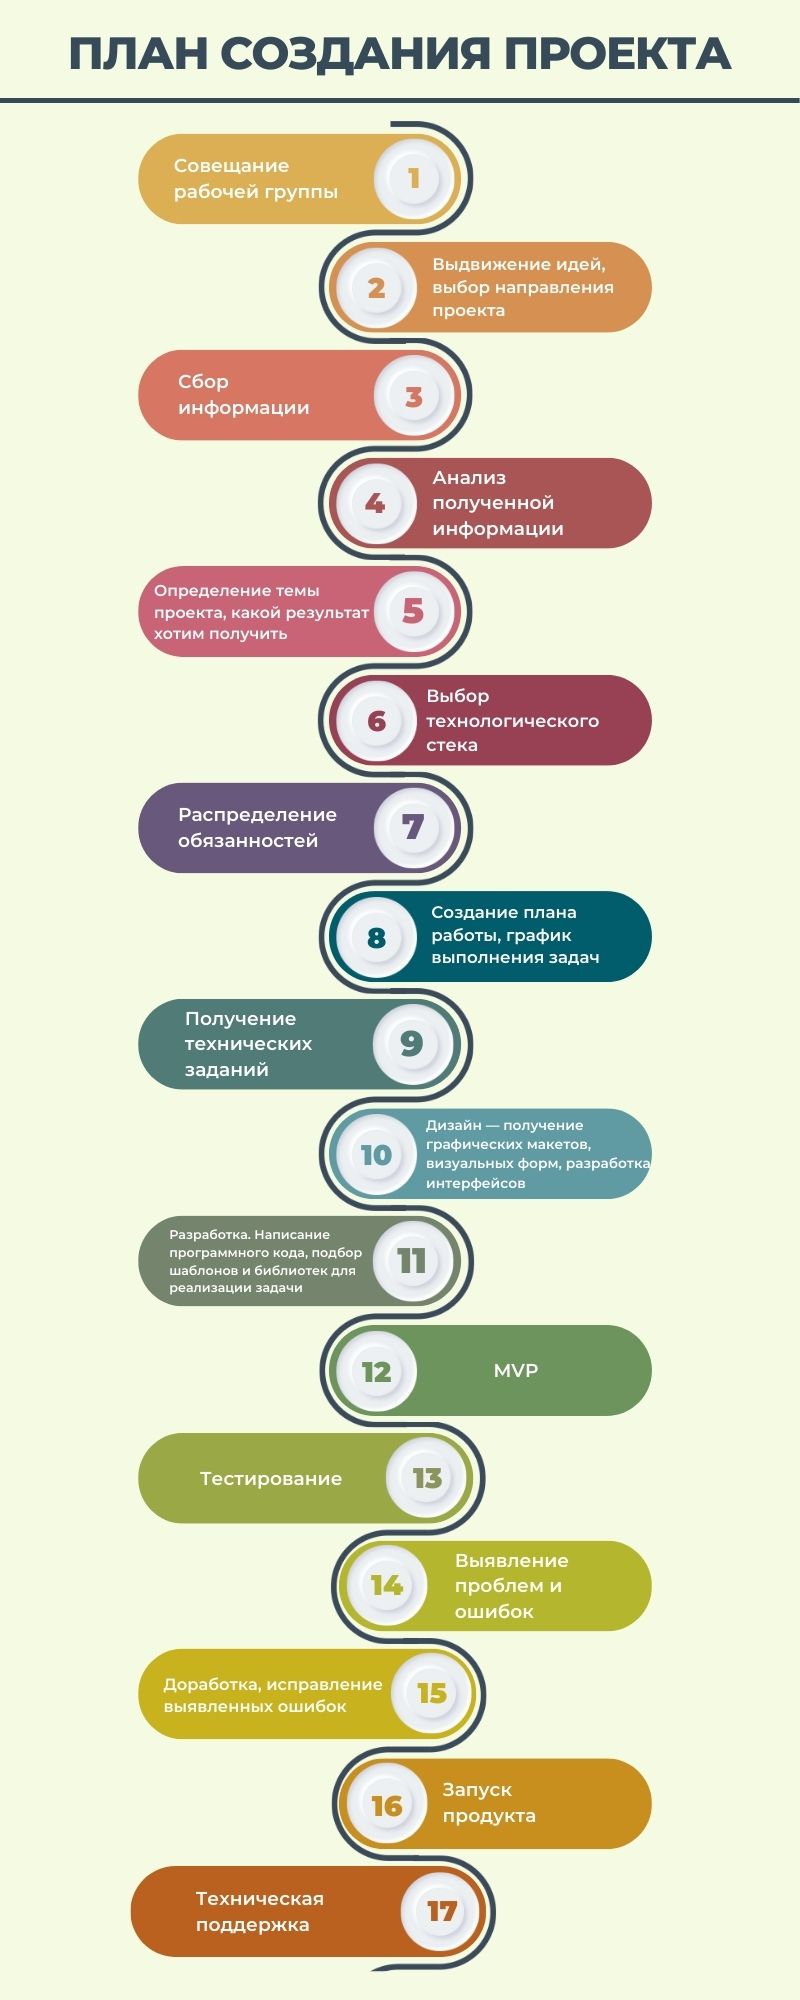 ПЛАН СОЗДАНИЯ ПРОЕКТА
Совещание
рабочей группы
1
2
Выдвижение идей,
выбор направления
проекта
Сбор
информации
3
4
Анализ
полученной
информации
Определение темы
проекта, какой результат
хотим получить
5
6
Выбор
технологического
стека
Распределение
обязанностей
7
8
Создание плана
работы, график
выполнения задач
Получение
технических
заданий
9
10
Дизайн — получение
графических макетов,
визуальных форм, разработка
интерфейсов
Разработка. Написание
программного кода, подбор
шаблонов и библиотек для
реализации задачи
11
12
MVP
Тестирование
13
14
Выявление
проблем и
ошибок
Доработка, исправление
выявленных ошибок
15
16
Запуск
продукта
Техническая
поддержка
17